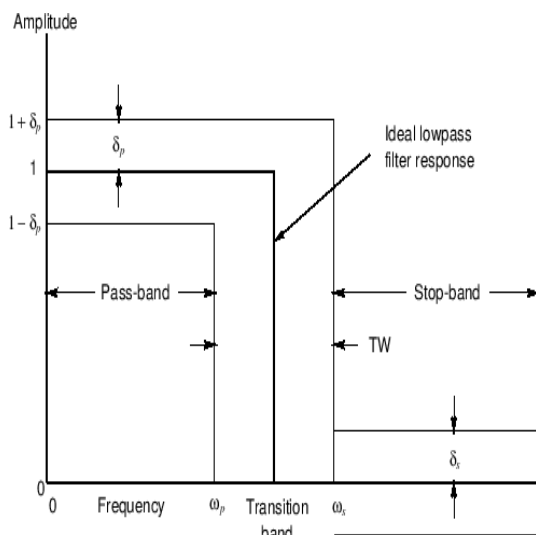 Amplitude
1 + δp
δp
Ideal lowpass
filter response
1
1 − δp
Pass-band
Stop-band
TW
δs
0
0
Frequency
ωp
Transition
band
ωs